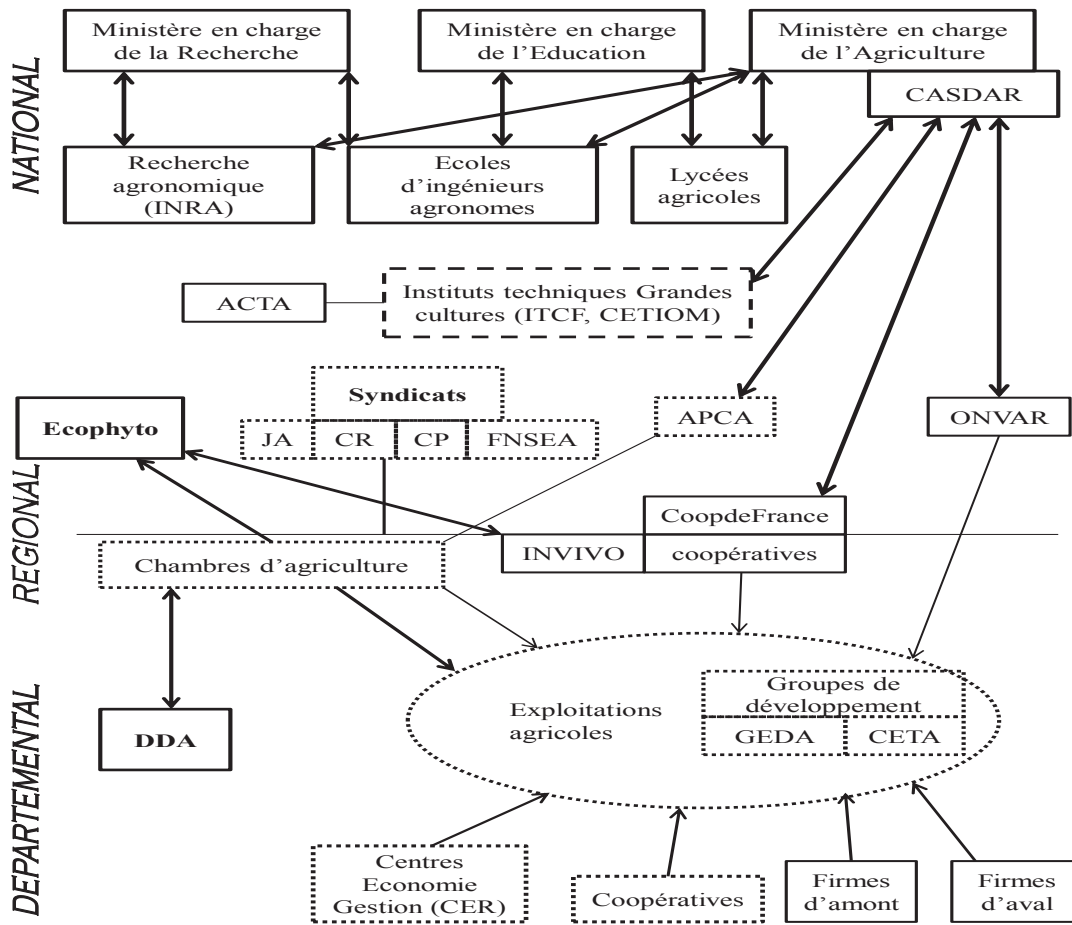 NATIONAL
Ministère en charge
de la Recherche
Ministère en charge
de l'Education
Ministère en charge
de l'Agriculture
CASDAR
Recherche
agronomique
(INRA)
Ecoles
d'ingénieurs
agronomes
Lycées
agricoles
ACTA
Instituts techniques Grandes
cultures (ITCF, CETIOM)
REGIONAL
Ecophyto
Syndicats
JA
CR
CP
FNSEA
APCA
ONVAR
CoopdeFrance
INVIVO
coopératives
Chambres d'agriculture
DEPARTEMENTAL
DDA
Exploitations
agricoles
Groupes de
développement
GEDA
CETA
Centres
Economie
Gestion (CER)
Coopératives
Firmes
d'amont
Firmes
d'aval